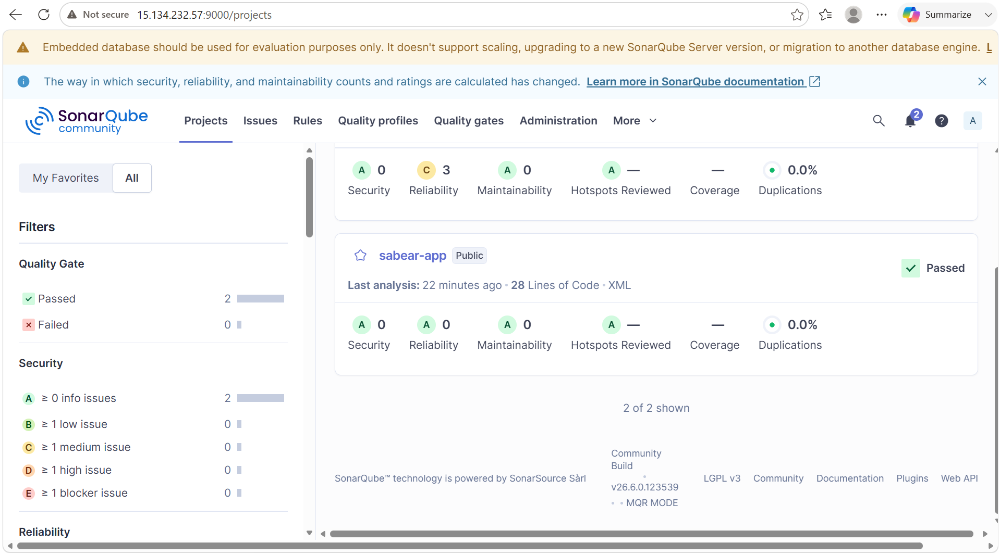 Not secure 15.134.232.57:9000/projects
Summarize
Embedded database should be used for evaluation purposes only. It doesn't support scaling, upgrading to a new SonarQube Server version, or migration to another database engine. L
The way in which security, reliability, and maintainability counts and ratings are calculated has changed. Learn more in SonarQube documentation
SonarQube community
Projects Issues Rules Quality profiles Quality gates Administration More
2
?
A
My Favorites All
Filters
Quality Gate
Passed 2
Failed 0
Security
A ≥ 0 info issues 2
B ≥ 1 low issue 0
C ≥ 1 medium issue 0
D ≥ 1 high issue 0
E ≥ 1 blocker issue 0
Reliability
A 0 C 3 A 0 A — — 0.0%
Security Reliability Maintainability Hotspots Reviewed Coverage Duplications
sabear-app Public
Passed
Last analysis: 22 minutes ago • 28 Lines of Code • XML
A 0 A 0 A 0 A — — 0.0%
Security Reliability Maintainability Hotspots Reviewed Coverage Duplications
2 of 2 shown
SonarQube™ technology is powered by SonarSource Sàrl
Community
Build
•
v26.6.0.123539
• • MQR MODE
LGPL v3 Community Documentation Plugins Web API